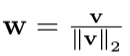 w = v / ‖v‖₂